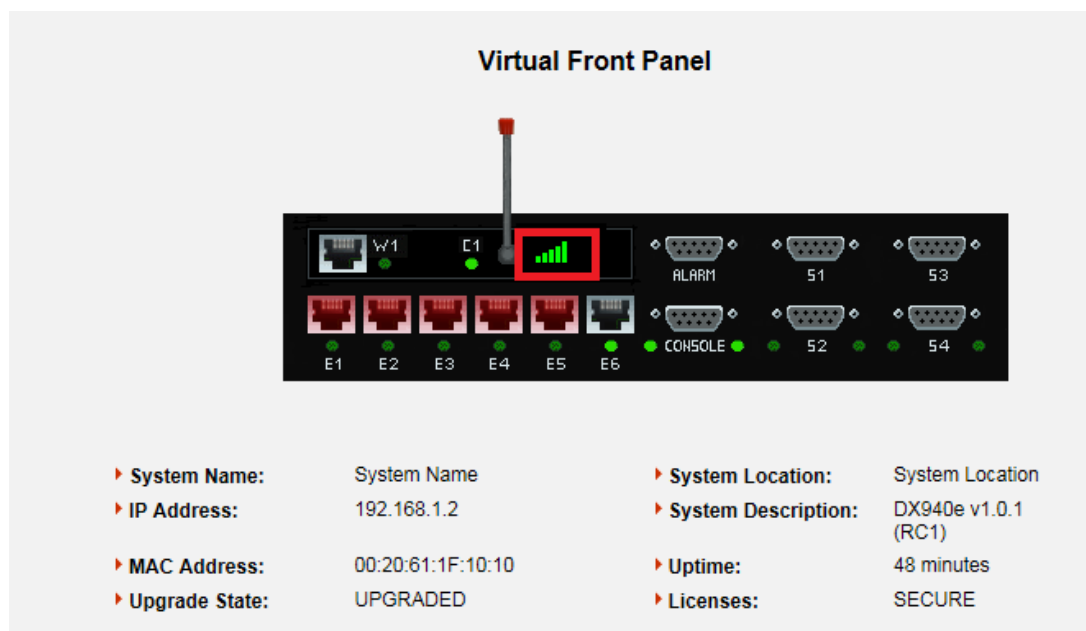 Virtual Front Panel
W1 C1
ALARM S1 S3
E1 E2 E3 E4 E5 E6 CONSOLE S2 S4
System Name: System Name System Location: System Location
IP Address: 192.168.1.2 System Description: DX940e v1.0.1
(RC1)
MAC Address: 00:20:61:1F:10:10 Uptime: 48 minutes
Upgrade State: UPGRADED Licenses: SECURE